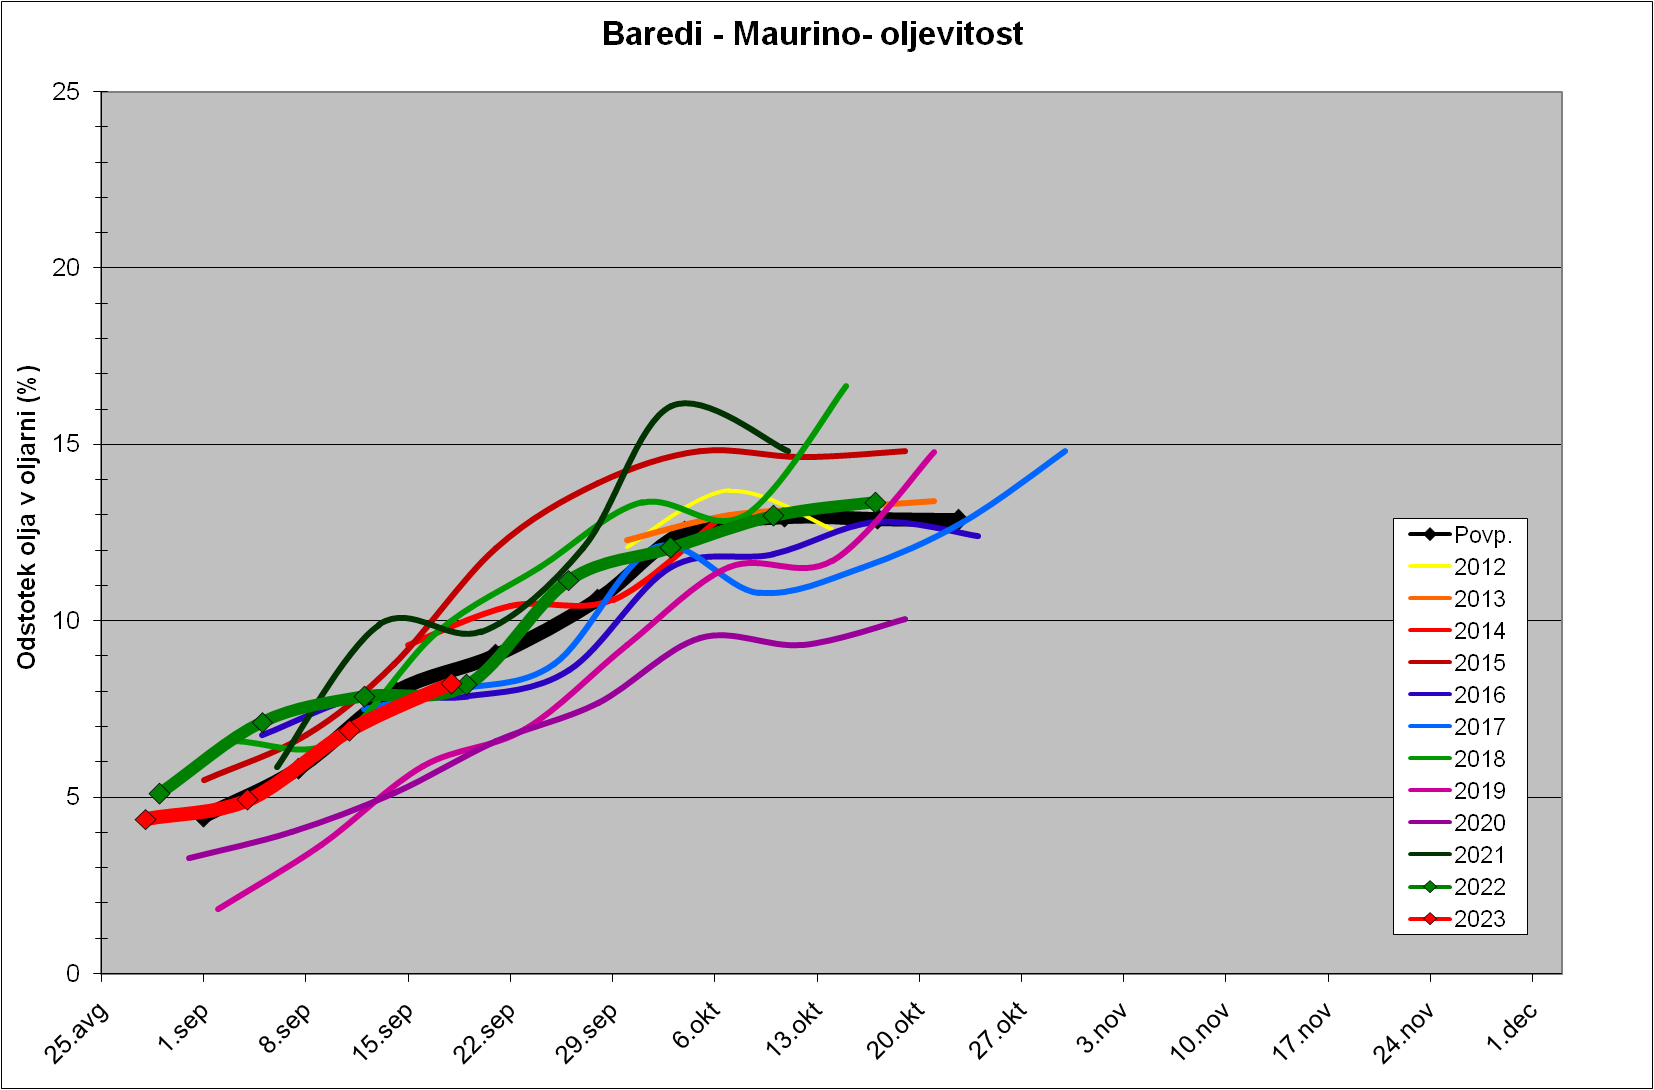 Baredi - Maurino- oljevitost
Odstotek olja v oljarni (%)
25
20
15
10
5
0
25.avg
1.sep
8.sep
15.sep
22.sep
29.sep
6.okt
13.okt
20.okt
27.okt
3.nov
10.nov
17.nov
24.nov
1.dec
Povp.
2012
2013
2014
2015
2016
2017
2018
2019
2020
2021
2022
2023